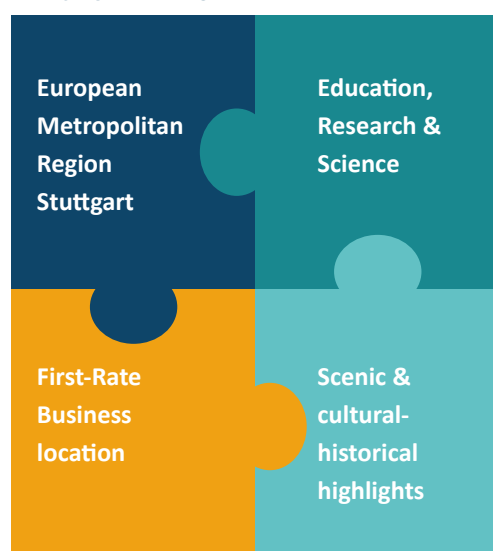 European
Metropolitan
Region
Stuttgart
Education,
Research &
Science
First-Rate
Business
location
Scenic &
cultural-
historical
highlights